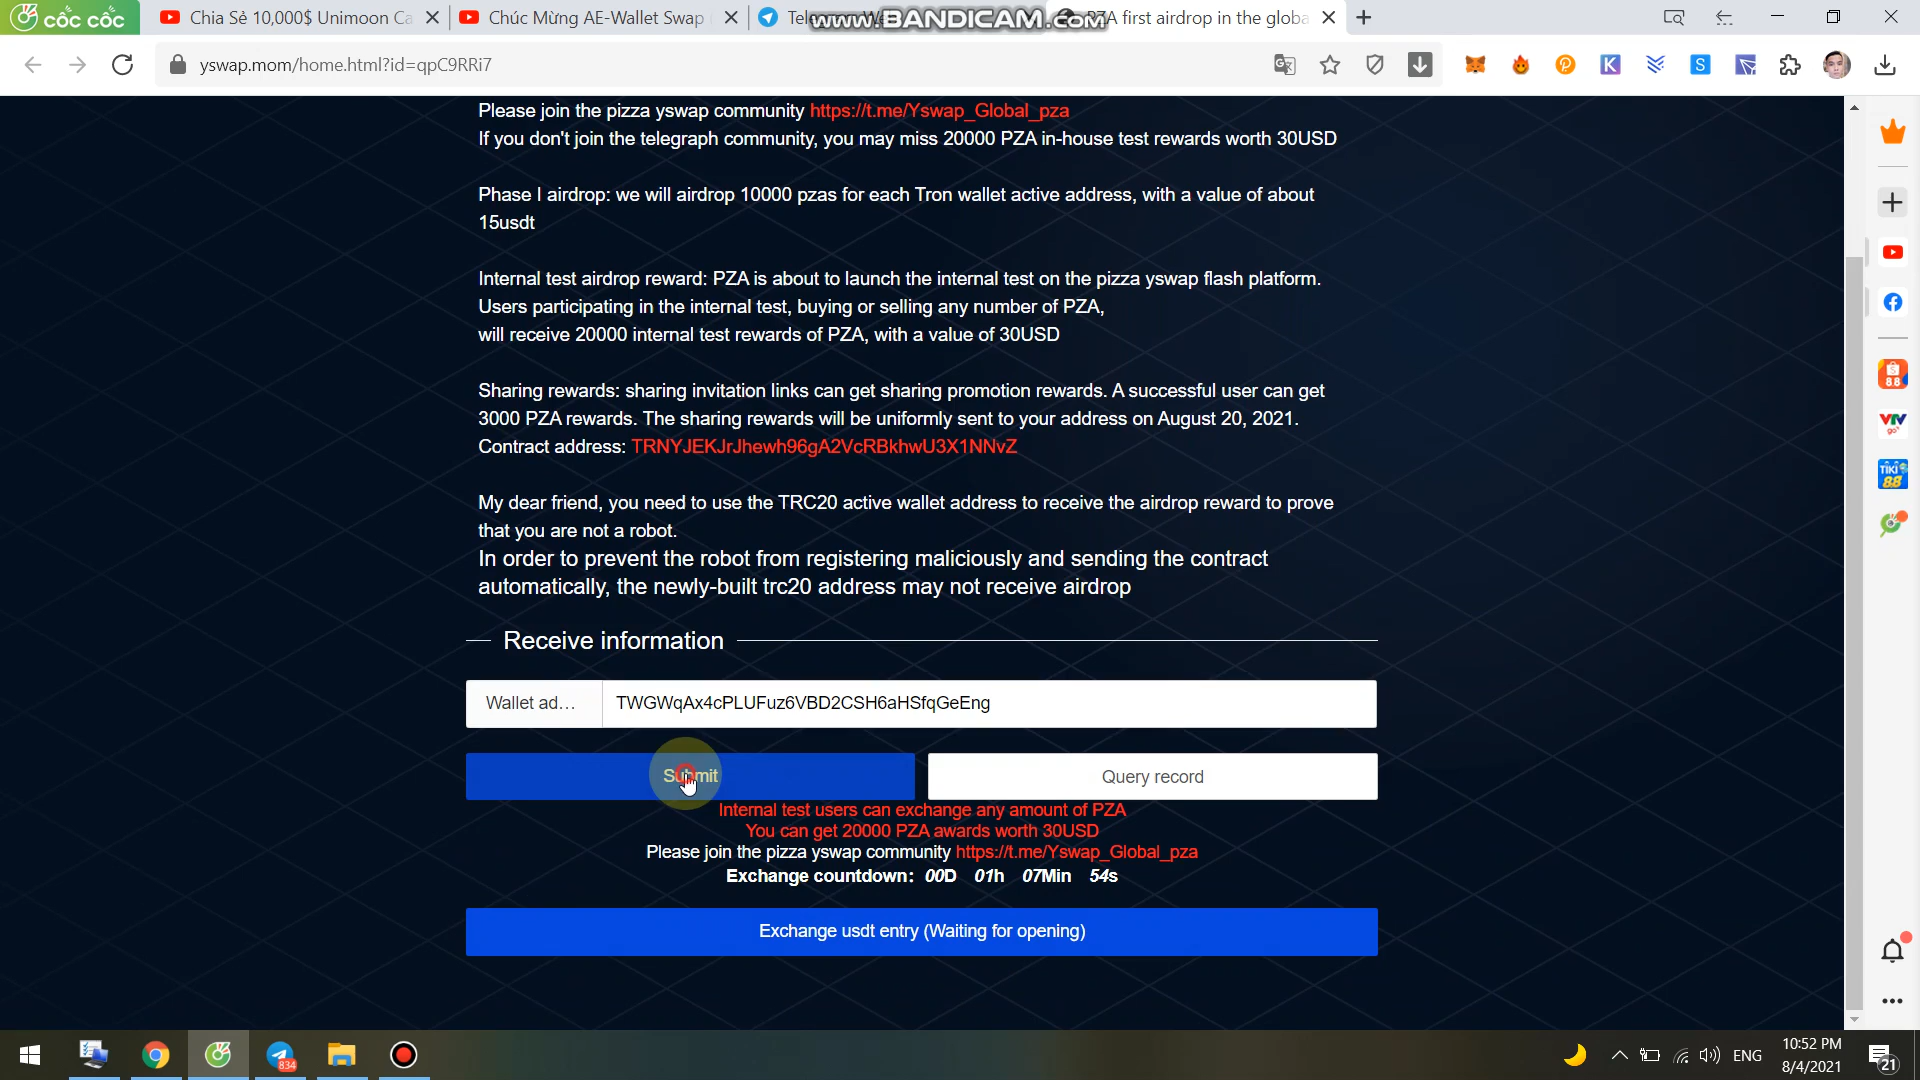 cốc cốc
Chia Sẻ 10,000$ Unimoon Ca
Chúc Mừng AE-Wallet Swap
www.BANDICAM.com
PZA first airdrop in the globa
yswap.mom/home.html?id=qpC9RRi7
Please join the pizza yswap community https://t.me/Yswap_Global_pza
If you don't join the telegraph community, you may miss 20000 PZA in-house test rewards worth 30USD
Phase I airdrop: we will airdrop 10000 pzas for each Tron wallet active address, with a value of about
15usdt
Internal test airdrop reward: PZA is about to launch the internal test on the pizza yswap flash platform.
Users participating in the internal test, buying or selling any number of PZA,
will receive 20000 internal test rewards of PZA, with a value of 30USD
Sharing rewards: sharing invitation links can get sharing promotion rewards. A successful user can get
3000 PZA rewards. The sharing rewards will be uniformly sent to your address on August 20, 2021.
Contract address: TRNYJEKJrJhewh96gA2VcRBkhwU3X1NNvZ
My dear friend, you need to use the TRC20 active wallet address to receive the airdrop reward to prove
that you are not a robot.
In order to prevent the robot from registering maliciously and sending the contract
automatically, the newly-built trc20 address may not receive airdrop
Receive information
Wallet ad... TWGWqAx4cPLUFuz6VBD2CSH6aHSfqGeEng
Submit
Query record
Internal test users can exchange any amount of PZA
You can get 20000 PZA awards worth 30USD
Please join the pizza yswap community https://t.me/Yswap_Global_pza
Exchange countdown: 00D 01h 07Min 54s
Exchange usdt entry (Waiting for opening)
8.8
VTV
go
TIKI
8.8
834
ENG
10:52 PM
8/4/2021
21